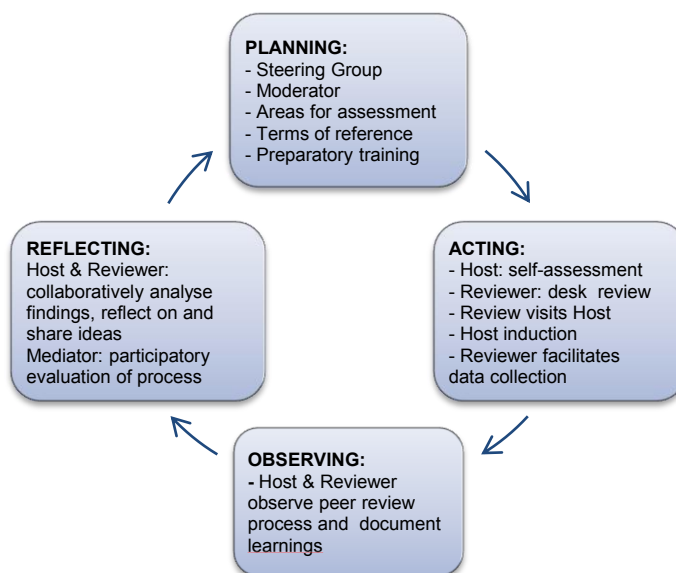 PLANNING:
- Steering Group
- Moderator
- Areas for assessment
- Terms of reference
- Preparatory training
ACTING:
- Host: self-assessment
- Reviewer: desk review
- Review visits Host
- Host induction
- Reviewer facilitates
data collection
OBSERVING:
- Host & Reviewer
observe peer review
process and document
learnings
REFLECTING:
Host & Reviewer:
collaboratively analyse
findings, reflect on and
share ideas
Mediator: participatory
evaluation of process